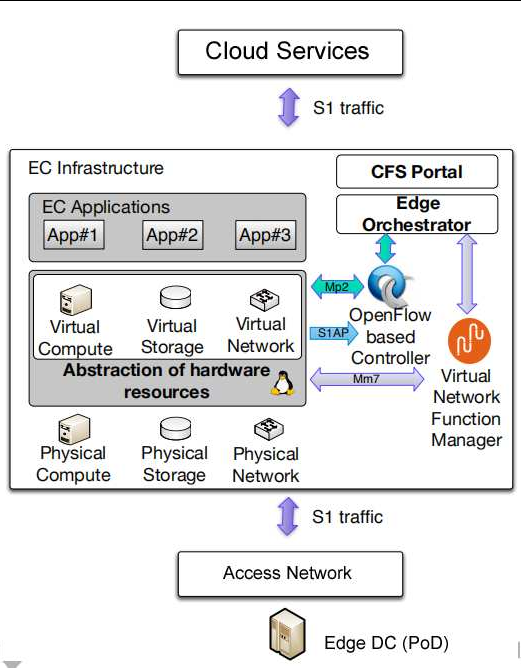 Cloud Services
S1 traffic
EC Infrastructure
CFS Portal
Edge
Orchestrator
EC Applications
App#1
App#2
App#3
Mp2
S1AP
OpenFlow
based
Controller
Virtual
Compute
Virtual
Storage
Virtual
Network
Abstraction of hardware
resources
Mm7
Virtual
Network
Function
Manager
Physical
Compute
Physical
Storage
Physical
Network
S1 traffic
Access Network
Edge DC (PoD)